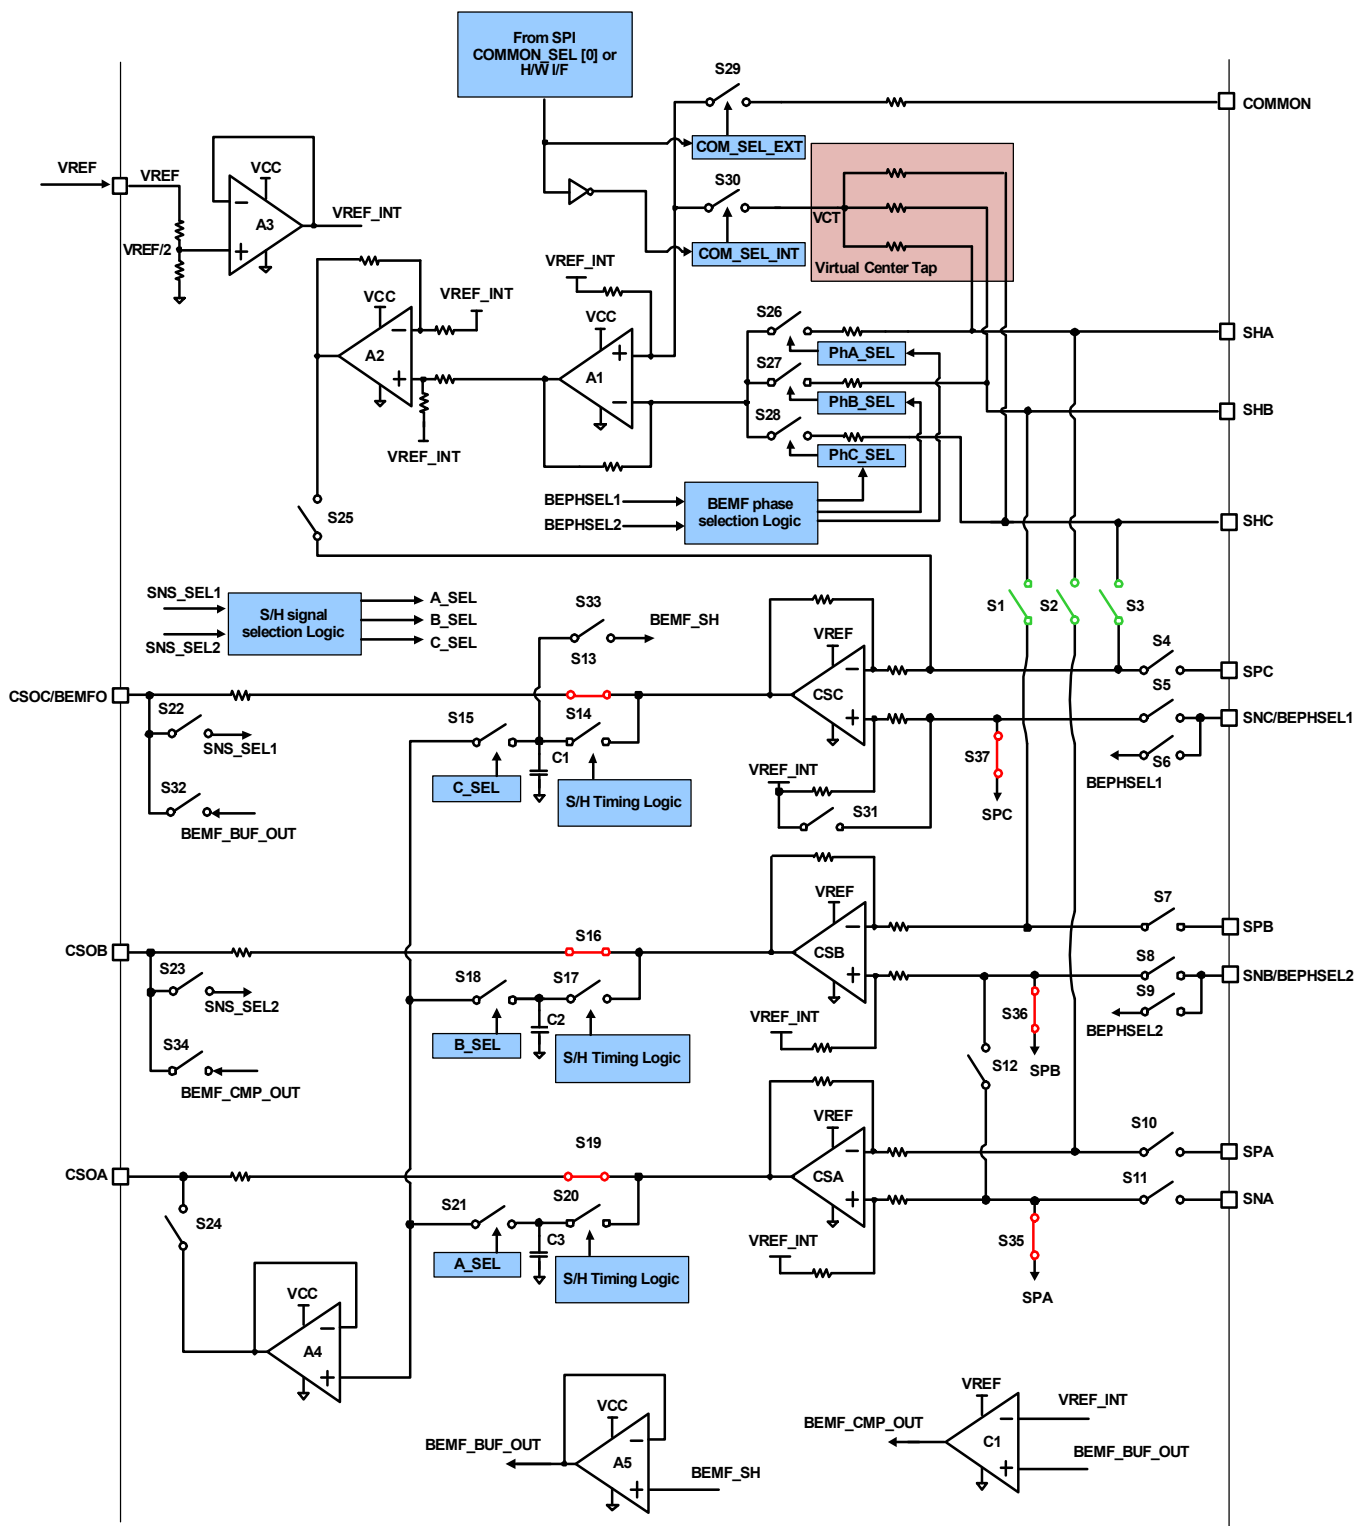 From SPI
COMMON_SEL [0] or
H/W I/F
S29
COMMON
COM_SEL_EXT
VREF
VREF
VCC
A3
VREF_INT
VREF/2
S30
VCT
COM_SEL_INT
Virtual Center Tap
VREF_INT
VCC
VREF_INT
A2
VREF_INT
VCC
A1
S26
PhA_SEL
SHA
S27
PhB_SEL
SHB
S28
PhC_SEL
BEPHSEL1
BEPHSEL2
BEMF phase
selection Logic
SHC
S25
SNS_SEL1
SNS_SEL2
S/H signal
selection Logic
A_SEL
B_SEL
C_SEL
S33
BEMF_SH
S13
S1
S2
S3
S4
SPC
S5
SNC/BEPHSEL1
S6
BEPHSEL1
VREF
CSC
S37
SPC
VREF_INT
S31
CSOC/BEMFO
S22
SNS_SEL1
S32
BEMF_BUF_OUT
S15
S14
C1
C_SEL
S/H Timing Logic
VREF
CSB
S7
SPB
S8
SNB/BEPHSEL2
S9
BEPHSEL2
S36
SPB
VREF_INT
S12
CSOB
S23
SNS_SEL2
S34
BEMF_CMP_OUT
S16
S18
S17
C2
B_SEL
S/H Timing Logic
VREF
CSA
S10
SPA
S11
SNA
S35
SPA
VREF_INT
CSOA
S24
S19
S21
S20
C3
A_SEL
S/H Timing Logic
VCC
A4
VCC
A5
BEMF_BUF_OUT
BEMF_SH
VREF
C1
VREF_INT
BEMF_CMP_OUT
BEMF_BUF_OUT